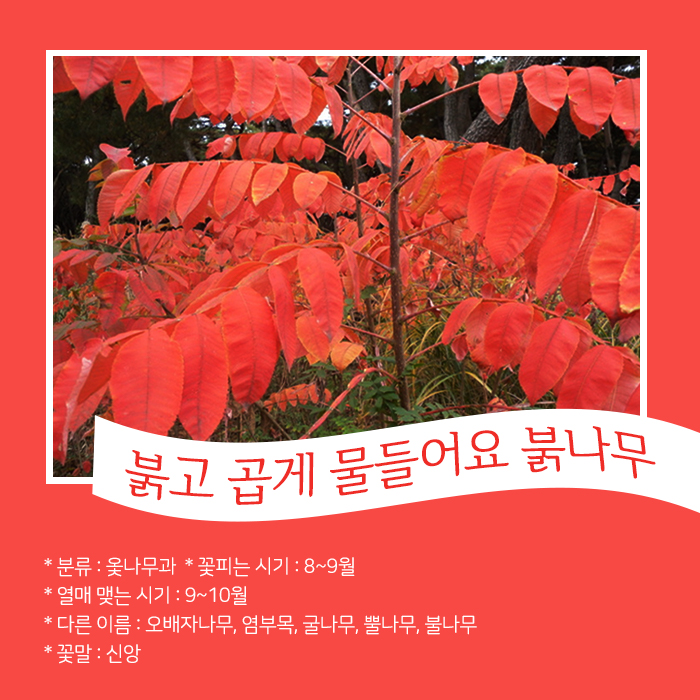 붉고 곱게 물들어요 붉나무
* 분류 : 옻나무과 * 꽃피는 시기 : 8~9월
* 열매 맺는 시기 : 9~10월
* 다른 이름 : 오배자나무, 염부목, 굴나무, 뿔나무, 불나무
* 꽃말 : 신앙